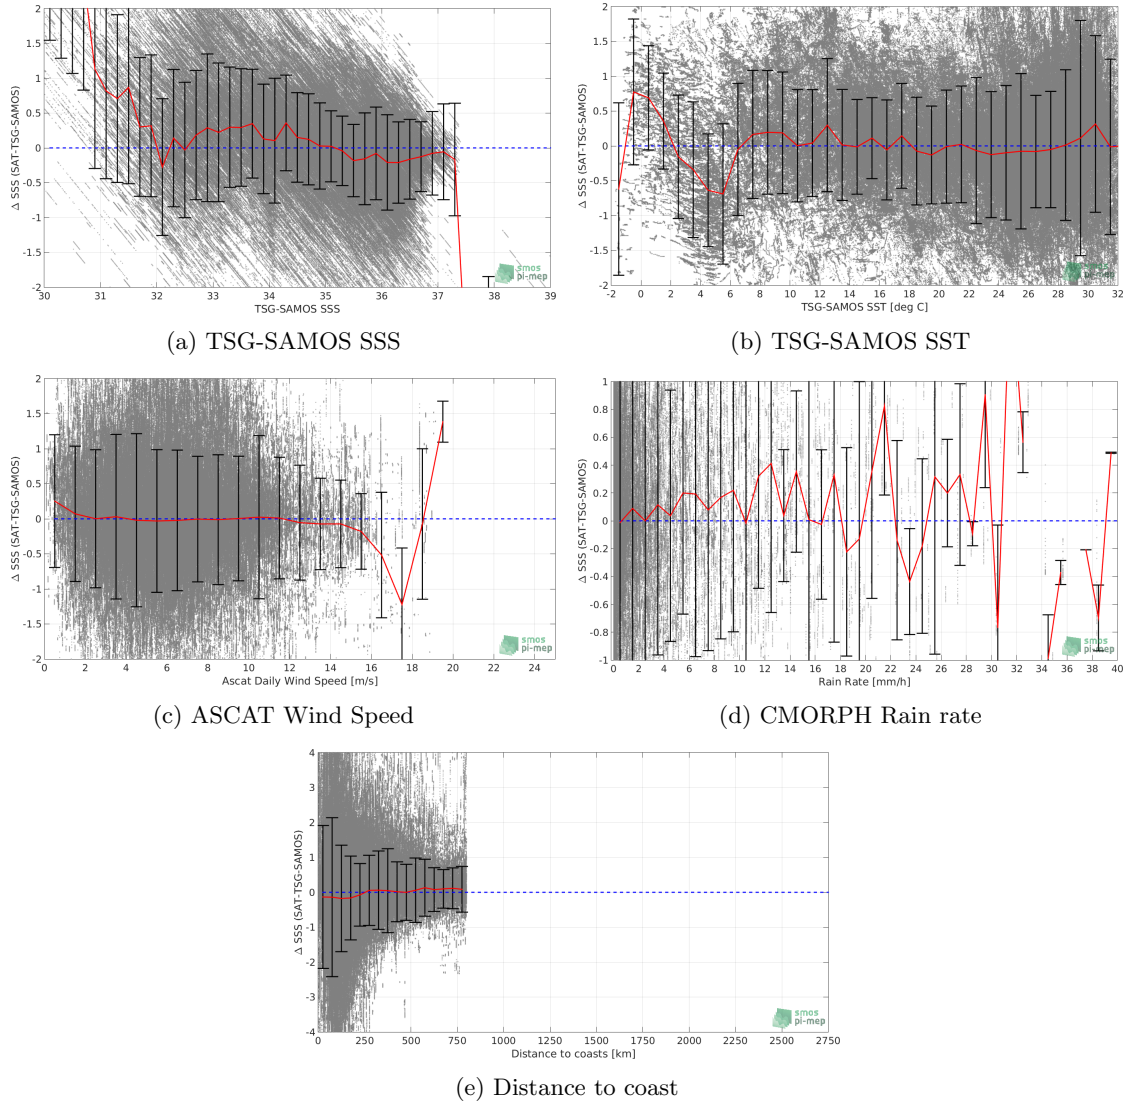 2
1.5
1
0.5
0
-0.5
-1
-1.5
-2
Δ SSS (SAT-TSG-SAMOS)
30 31 32 33 34 35 36 37 38 39
TSG-SAMOS SSS
smos
pi-mep
(a) TSG-SAMOS SSS
2
1.5
1
0.5
0
-0.5
-1
-1.5
-2
Δ SSS (SAT-TSG-SAMOS)
-2 0 2 4 6 8 10 12 14 16 18 20 22 24 26 28 30 32
TSG-SAMOS SST [deg C]
smos
pi-mep
(b) TSG-SAMOS SST
2
1.5
1
0.5
0
-0.5
-1
-1.5
-2
Δ SSS (SAT-TSG-SAMOS)
0 2 4 6 8 10 12 14 16 18 20 22 24
Ascat Daily Wind Speed [m/s]
smos
pi-mep
(c) ASCAT Wind Speed
1
0.8
0.6
0.4
0.2
0
-0.2
-0.4
-0.6
-0.8
-1
Δ SSS (SAT-TSG-SAMOS)
0 2 4 6 8 10 12 14 16 18 20 22 24 26 28 30 32 34 36 38 40
Rain Rate [mm/h]
smos
pi-mep
(d) CMORPH Rain rate
4
3
2
1
0
-1
-2
-3
-4
Δ SSS (SAT-TSG-SAMOS)
0 250 500 750 1000 1250 1500 1750 2000 2250 2500 2750
Distance to coasts [km]
smos
pi-mep
(e) Distance to coast